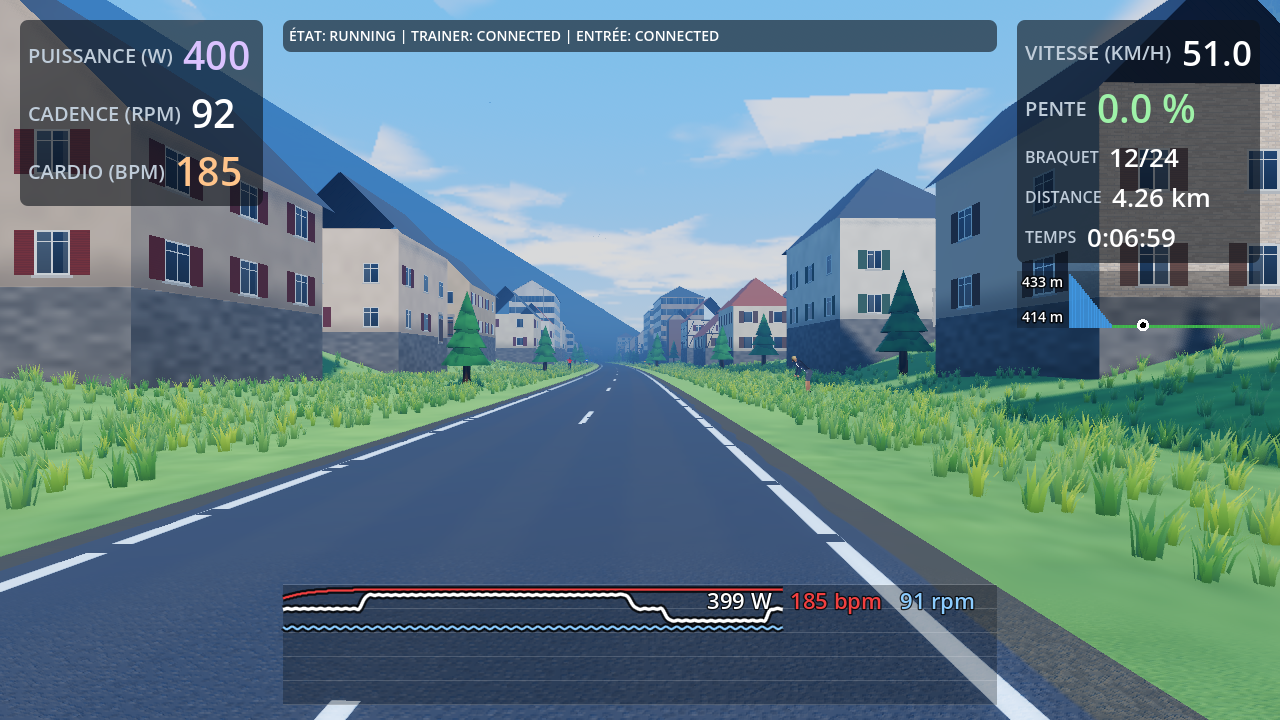 PUISSANCE (W) 400
CADENCE (RPM) 92
CARDIO (BPM) 185
ÉTAT: RUNNING | TRAINER: CONNECTED | ENTRÉE: CONNECTED
VITESSE (KM/H) 51.0
PENTE 0.0 %
BRAQUET 12/24
DISTANCE 4.26 km
TEMPS 0:06:59
433 m
414 m
399 W 185 bpm 91 rpm